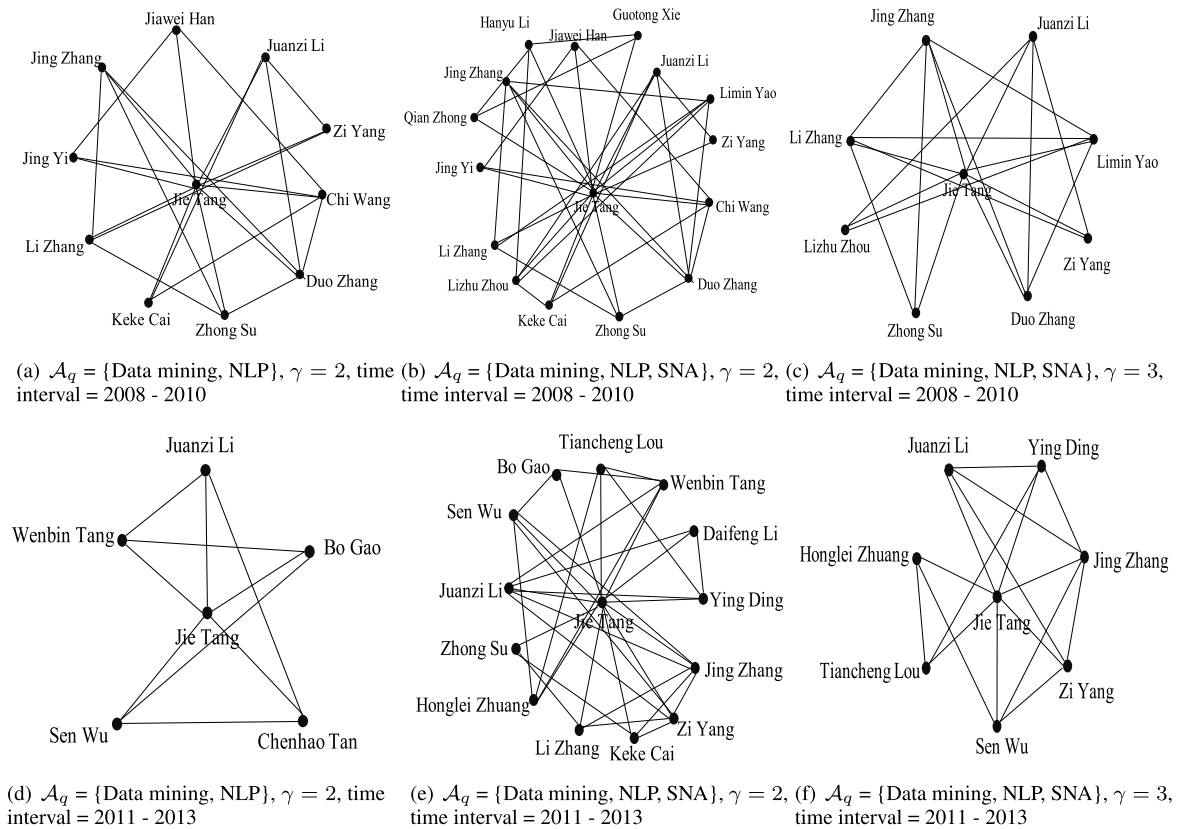 Jiawei Han
Juanzi Li
Jing Zhang
Zi Yang
Jing Yi
Chi Wang
Jie Tang
Li Zhang
Duo Zhang
Keke Cai
Zhong Su
Guotong Xie
Hanyu Li
Jiawei Han
Juanzi Li
Jing Zhang
Limin Yao
Qian Zhong
Zi Yang
Jing Yi
Chi Wang
Jie Tang
Li Zhang
Lizhu Zhou
Duo Zhang
Keke Cai
Zhong Su
Jing Zhang
Juanzi Li
Li Zhang
Limin Yao
Jie Tang
Lizhu Zhou
Zi Yang
Duo Zhang
Zhong Su
(a) 𝒜q = {Data mining, NLP}, γ = 2, time
interval = 2008 - 2010
(b) 𝒜q = {Data mining, NLP, SNA}, γ = 2,
time interval = 2008 - 2010
(c) 𝒜q = {Data mining, NLP, SNA}, γ = 3,
time interval = 2008 - 2010
Juanzi Li
Wenbin Tang
Bo Gao
Jie Tang
Sen Wu
Chenhao Tan
Tiancheng Lou
Bo Gao
Wenbin Tang
Sen Wu
Daifeng Li
Juanzi Li
Ying Ding
Jie Tang
Zhong Su
Jing Zhang
Honglei Zhuang
Zi Yang
Li Zhang
Keke Cai
Juanzi Li
Ying Ding
Honglei Zhuang
Jing Zhang
Jie Tang
Tiancheng Lou
Zi Yang
Sen Wu
(d) 𝒜q = {Data mining, NLP}, γ = 2, time
interval = 2011 - 2013
(e) 𝒜q = {Data mining, NLP, SNA}, γ = 2,
time interval = 2011 - 2013
(f) 𝒜q = {Data mining, NLP, SNA}, γ = 3,
time interval = 2011 - 2013